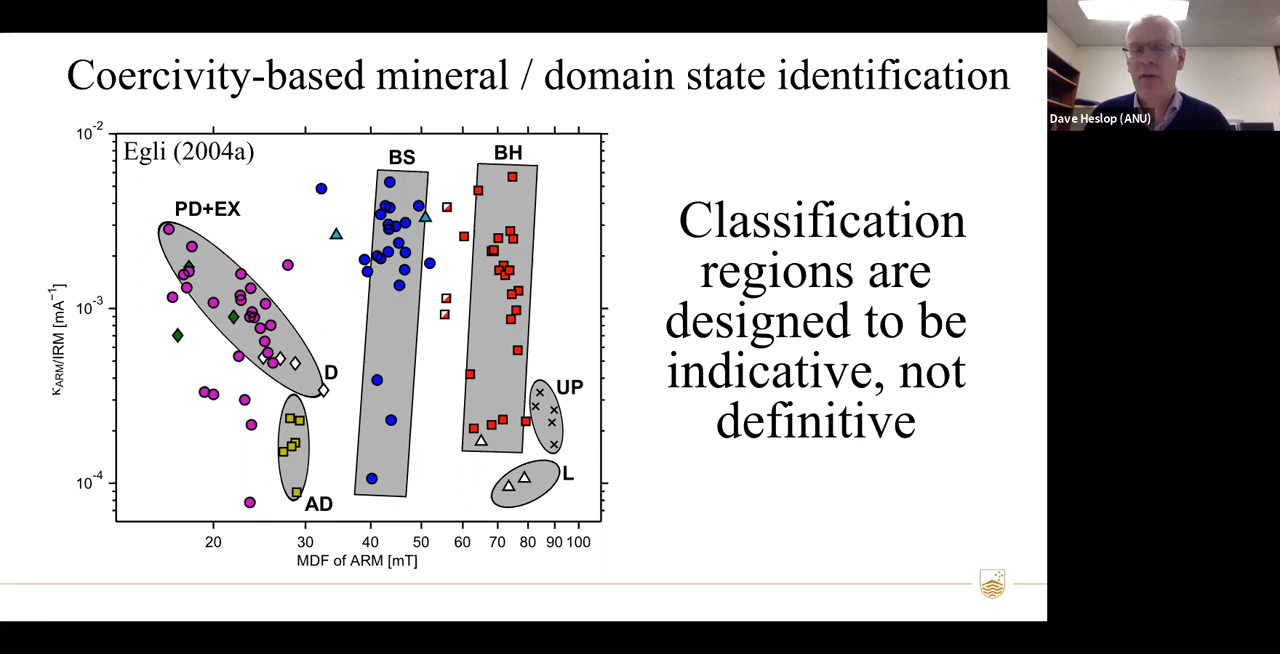 Coercivity-based mineral / domain state identification
Dave Heslop (ANU)
Egli (2004a)
10⁻²
10⁻³
10⁻⁴
κARM/IRM [mA⁻¹]
PD+EX
BS
BH
D
UP
AD
L
20 30 40 50 60 70 80 90 100
MDF of ARM [mT]
Classification
regions are
designed to be
indicative, not
definitive